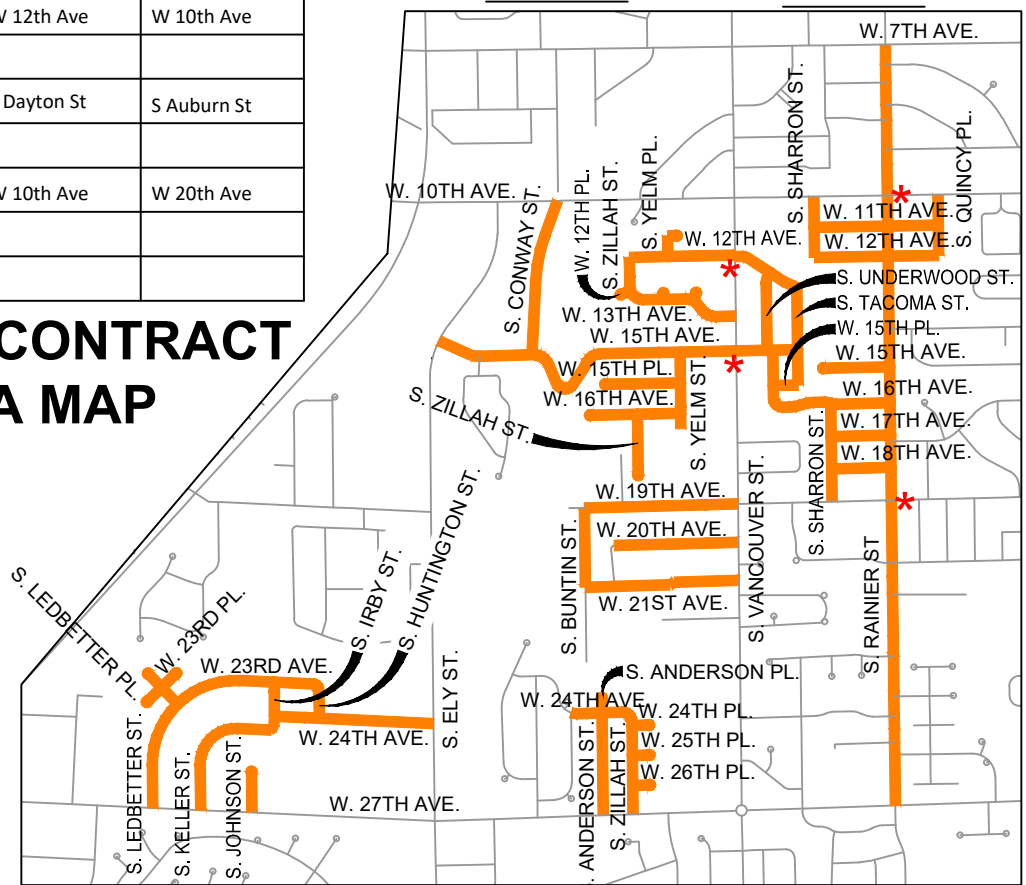 12th Ave W 10th Ave
Dayton St S Auburn St
10th Ave W 20th Ave
CONTRACT
A MAP
W. 7TH AVE.
S. SHARRON ST.
S. QUINCY PL.
W. 10TH AVE.
S. CONWAY ST.
W. 12TH PL.
S. ZILLAH ST.
S. YELM PL.
W. 11TH AVE.
*
W. 12TH AVE.
W. 12TH AVE.
*
S. UNDERWOOD ST.
S. TACOMA ST.
W. 13TH AVE.
W. 15TH PL.
W. 15TH AVE.
*
W. 15TH AVE.
W. 15TH PL.
W. 16TH AVE.
W. 16TH AVE.
S. ZILLAH ST.
S. YELM ST.
W. 17TH AVE.
W. 18TH AVE.
S. SHARRON ST.
W. 19TH AVE.
*
W. 20TH AVE.
S. BUNTIN ST.
W. 21ST AVE.
S. VANCOUVER ST.
S. RAINIER ST
S. LEDBETTER PL.
W. 23RD PL.
S. IRBY ST.
S. HUNTINGTON ST.
W. 23RD AVE.
S. ELY ST.
S. ANDERSON PL.
W. 24TH AVE
W. 24TH PL.
W. 24TH AVE.
W. 25TH PL.
W. 26TH PL.
S. LEDBETTER ST.
S. KELLER ST.
S. JOHNSON ST.
W. 27TH AVE.
. ANDERSON ST.
S. ZILLAH ST.